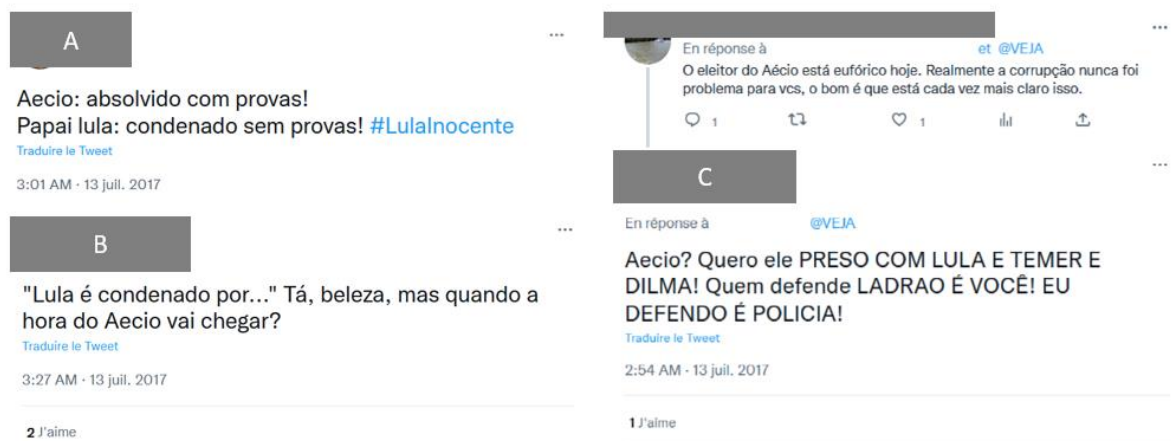 A
...
Aecio: absolvido com provas!
Papai lula: condenado sem provas! #LulaInocente
Traduire le Tweet
3:01 AM · 13 juil. 2017
B
...
"Lula é condenado por..." Tá, beleza, mas quando a
hora do Aecio vai chegar?
Traduire le Tweet
3:27 AM · 13 juil. 2017
2 J'aime
...
En réponse à et @VEJA
O eleitor do Aécio está eufórico hoje. Realmente a corrupção nunca foi
problema para vcs, o bom é que está cada vez mais claro isso.
1 1
C
...
En réponse à @VEJA
Aecio? Quero ele PRESO COM LULA E TEMER E
DILMA! Quem defende LADRAO É VOCÊ! EU
DEFENDO É POLICIA!
Traduire le Tweet
2:54 AM · 13 juil. 2017
1 J'aime